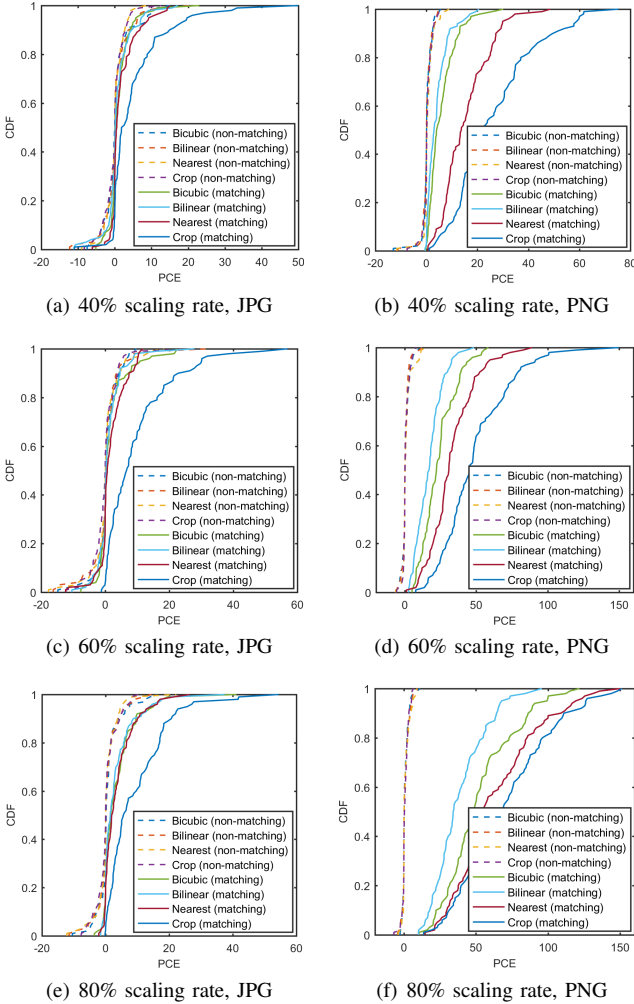 1
0.8
0.6
0.4
0.2
0
CDF
Bicubic (non-matching)
Bilinear (non-matching)
Nearest (non-matching)
Crop (non-matching)
Bicubic (matching)
Bilinear (matching)
Nearest (matching)
Crop (matching)
-20 -10 0 10 20 30 40 50
PCE
(a) 40% scaling rate, JPG
1
0.8
0.6
0.4
0.2
0
CDF
Bicubic (non-matching)
Bilinear (non-matching)
Nearest (non-matching)
Crop (non-matching)
Bicubic (matching)
Bilinear (matching)
Nearest (matching)
Crop (matching)
-20 0 20 40 60 80
PCE
(b) 40% scaling rate, PNG
1
0.8
0.6
0.4
0.2
0
CDF
Bicubic (non-matching)
Bilinear (non-matching)
Nearest (non-matching)
Crop (non-matching)
Bicubic (matching)
Bilinear (matching)
Nearest (matching)
Crop (matching)
-20 0 20 40 60
PCE
(c) 60% scaling rate, JPG
1
0.8
0.6
0.4
0.2
0
CDF
Bicubic (non-matching)
Bilinear (non-matching)
Nearest (non-matching)
Crop (non-matching)
Bicubic (matching)
Bilinear (matching)
Nearest (matching)
Crop (matching)
0 50 100 150
PCE
(d) 60% scaling rate, PNG
1
0.8
0.6
0.4
0.2
0
CDF
Bicubic (non-matching)
Bilinear (non-matching)
Nearest (non-matching)
Crop (non-matching)
Bicubic (matching)
Bilinear (matching)
Nearest (matching)
Crop (matching)
-20 0 20 40 60
PCE
(e) 80% scaling rate, JPG
1
0.8
0.6
0.4
0.2
0
CDF
Bicubic (non-matching)
Bilinear (non-matching)
Nearest (non-matching)
Crop (non-matching)
Bicubic (matching)
Bilinear (matching)
Nearest (matching)
Crop (matching)
0 50 100 150
PCE
(f) 80% scaling rate, PNG